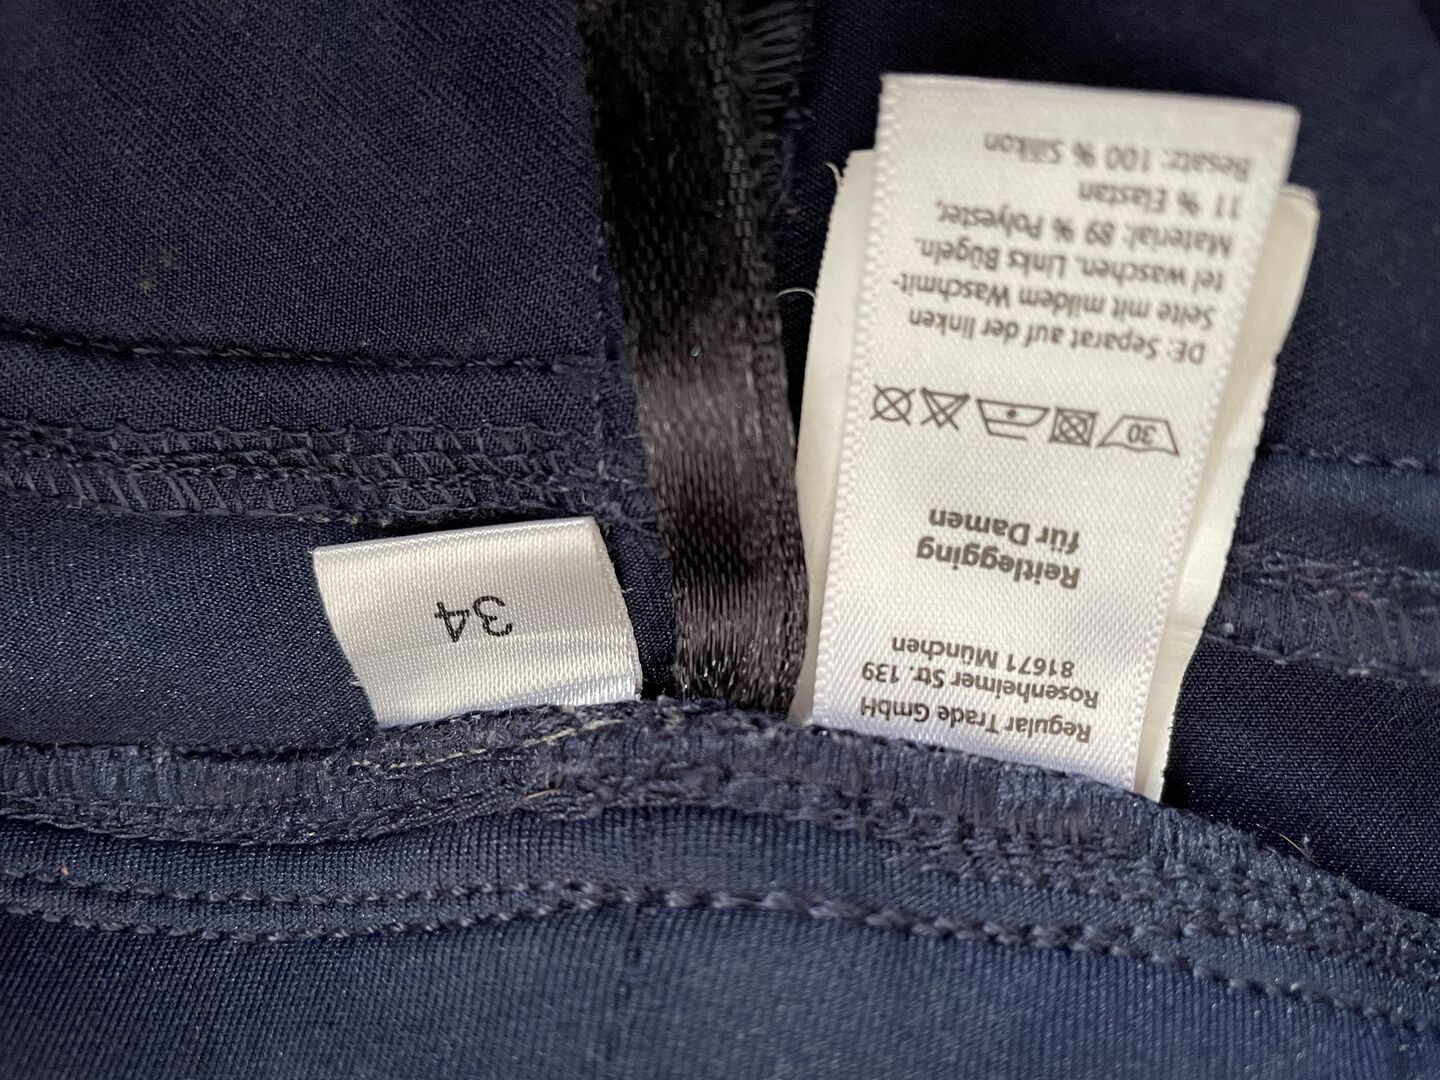 34
Regular Trade GmbH
Rosenheimer Str. 139
81671 München
Reitlegging
für Damen
30
DE: Separat auf der linken
Seite mit mildem Waschmit-
tel waschen. Links Bügeln.
Material: 89 % Polyester,
11 % Elastan
Besatz: 100 % Silikon